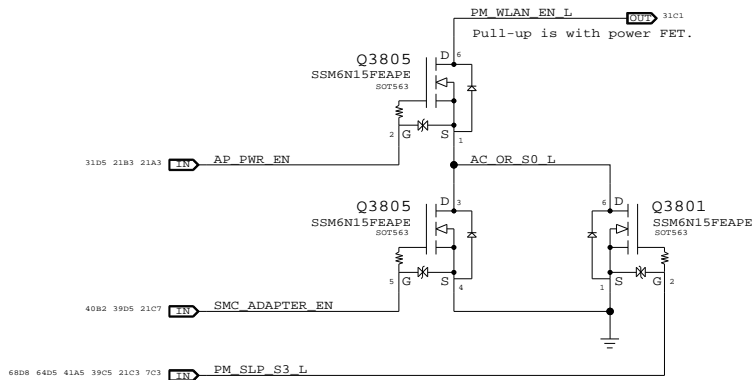 PM_WLAN_EN_L
OUT 31C1
Pull-up is with power FET.
Q3805
SSM6N15FEAPE
SOT563
D 6
2 G S 1
31D5 21B3 21A3 IN AP_PWR_EN
AC_OR_S0_L
Q3805
SSM6N15FEAPE
SOT563
D 3
5 G S 4
6 D
Q3801
SSM6N15FEAPE
SOT563
1 S G 2
40B2 39D5 21C7 IN SMC_ADAPTER_EN
68D8 64D5 41A5 39C5 21C3 7C3 IN PM_SLP_S3_L